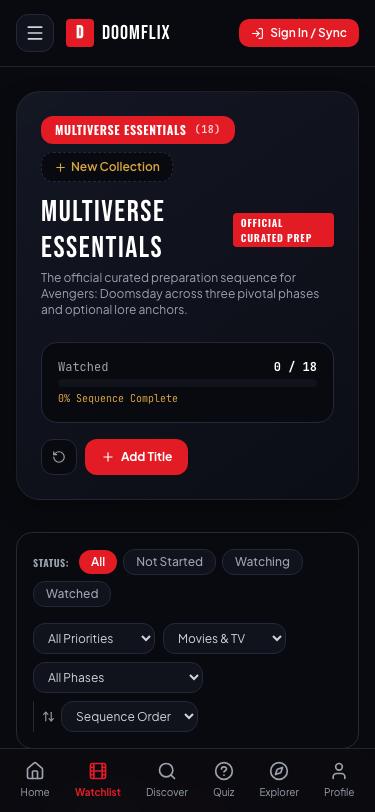 D DOOMFLIX
Sign In / Sync
MULTIVERSE ESSENTIALS (18)
+ New Collection
MULTIVERSE
ESSENTIALS
OFFICIAL
CURATED PREP
The official curated preparation sequence for
Avengers: Doomsday across three pivotal phases
and optional lore anchors.
Watched 0 / 18
0% Sequence Complete
+ Add Title
STATUS: All Not Started Watching
Watched
All Priorities Movies & TV
All Phases
Sequence Order
Home Watchlist Discover Quiz Explorer Profile